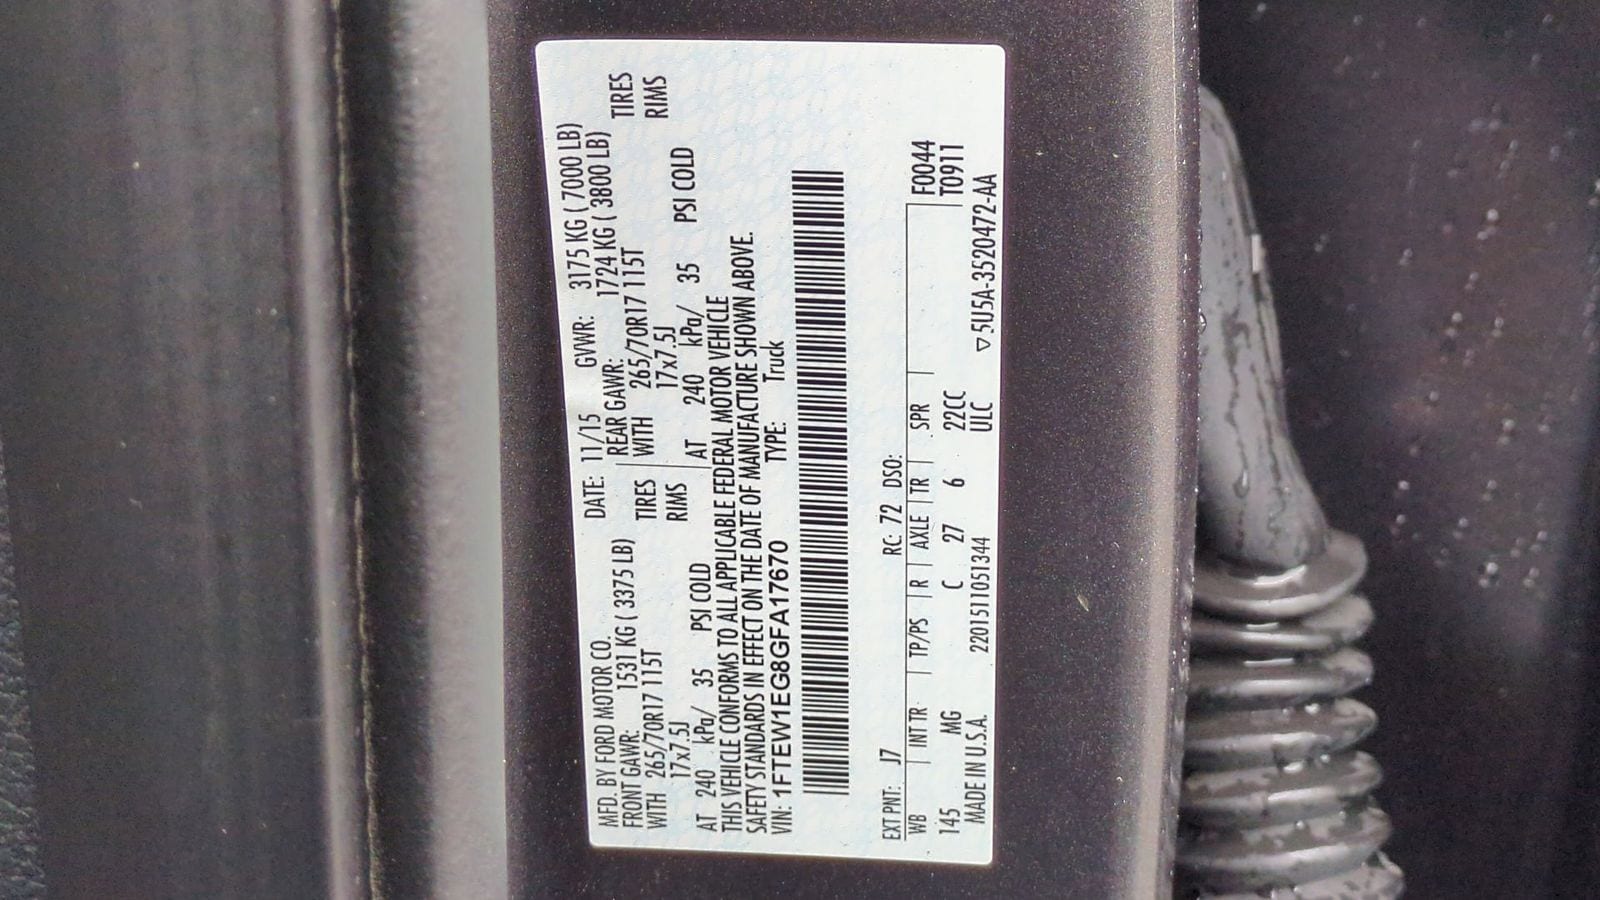 MFD. BY FORD MOTOR CO. DATE: 11/15 GVWR: 3175 KG ( 7000 LB)
FRONT GAWR: 1531 KG ( 3375 LB) REAR GAWR: 1724 KG ( 3800 LB)
WITH 265/70R17 115T TIRES WITH 265/70R17 115T TIRES
17x7.5J RIMS 17x7.5J RIMS
AT 240 kPa/ 35 PSI COLD AT 240 kPa/ 35 PSI COLD
THIS VEHICLE CONFORMS TO ALL APPLICABLE FEDERAL MOTOR VEHICLE
SAFETY STANDARDS IN EFFECT ON THE DATE OF MANUFACTURE SHOWN ABOVE.
VIN: 1FTEW1EG8GFA17670 TYPE: Truck
EXT PNT: J7 RC: 72 DSO:
WB INT TR TP/PS R AXLE TR SPR F0044
145 MG C 27 6 22CC T0911
MADE IN U.S.A. 2201511051344 ULC ▽5U5A-3520472-AA